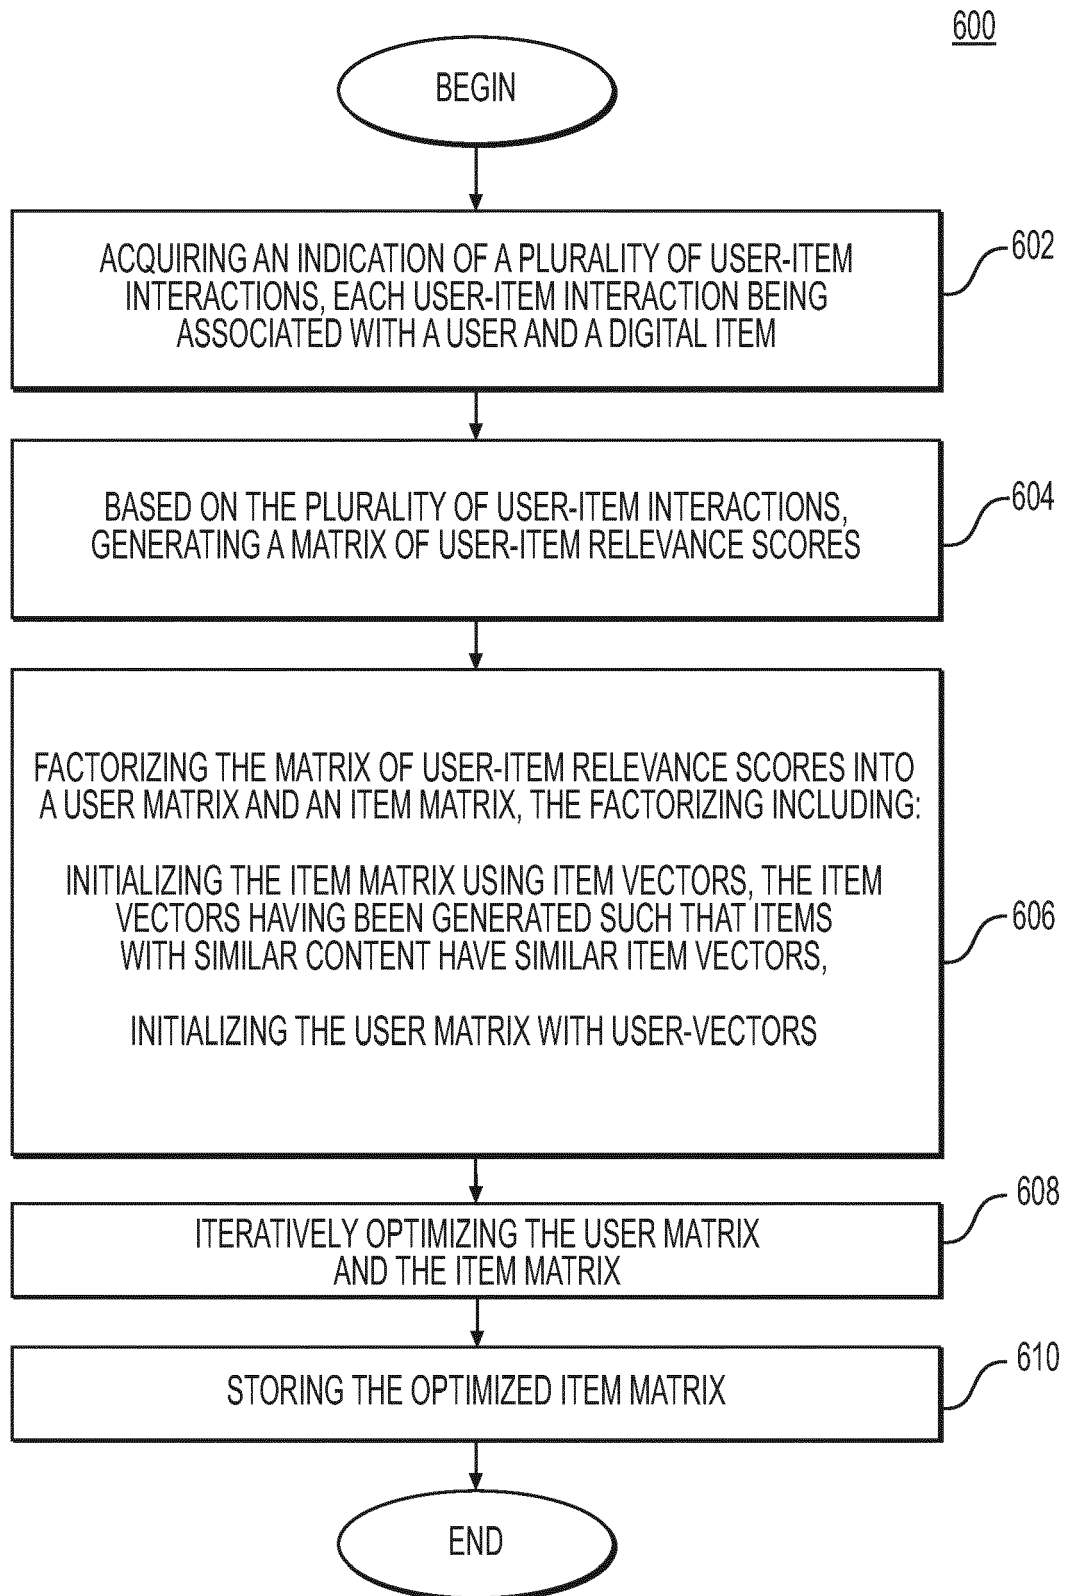 600
BEGIN
ACQUIRING AN INDICATION OF A PLURALITY OF USER-ITEM
INTERACTIONS, EACH USER-ITEM INTERACTION BEING
ASSOCIATED WITH A USER AND A DIGITAL ITEM
602
BASED ON THE PLURALITY OF USER-ITEM INTERACTIONS,
GENERATING A MATRIX OF USER-ITEM RELEVANCE SCORES
604
FACTORIZING THE MATRIX OF USER-ITEM RELEVANCE SCORES INTO
A USER MATRIX AND AN ITEM MATRIX, THE FACTORIZING INCLUDING:
INITIALIZING THE ITEM MATRIX USING ITEM VECTORS, THE ITEM
VECTORS HAVING BEEN GENERATED SUCH THAT ITEMS
WITH SIMILAR CONTENT HAVE SIMILAR ITEM VECTORS,
INITIALIZING THE USER MATRIX WITH USER-VECTORS
606
ITERATIVELY OPTIMIZING THE USER MATRIX
AND THE ITEM MATRIX
608
STORING THE OPTIMIZED ITEM MATRIX
610
END